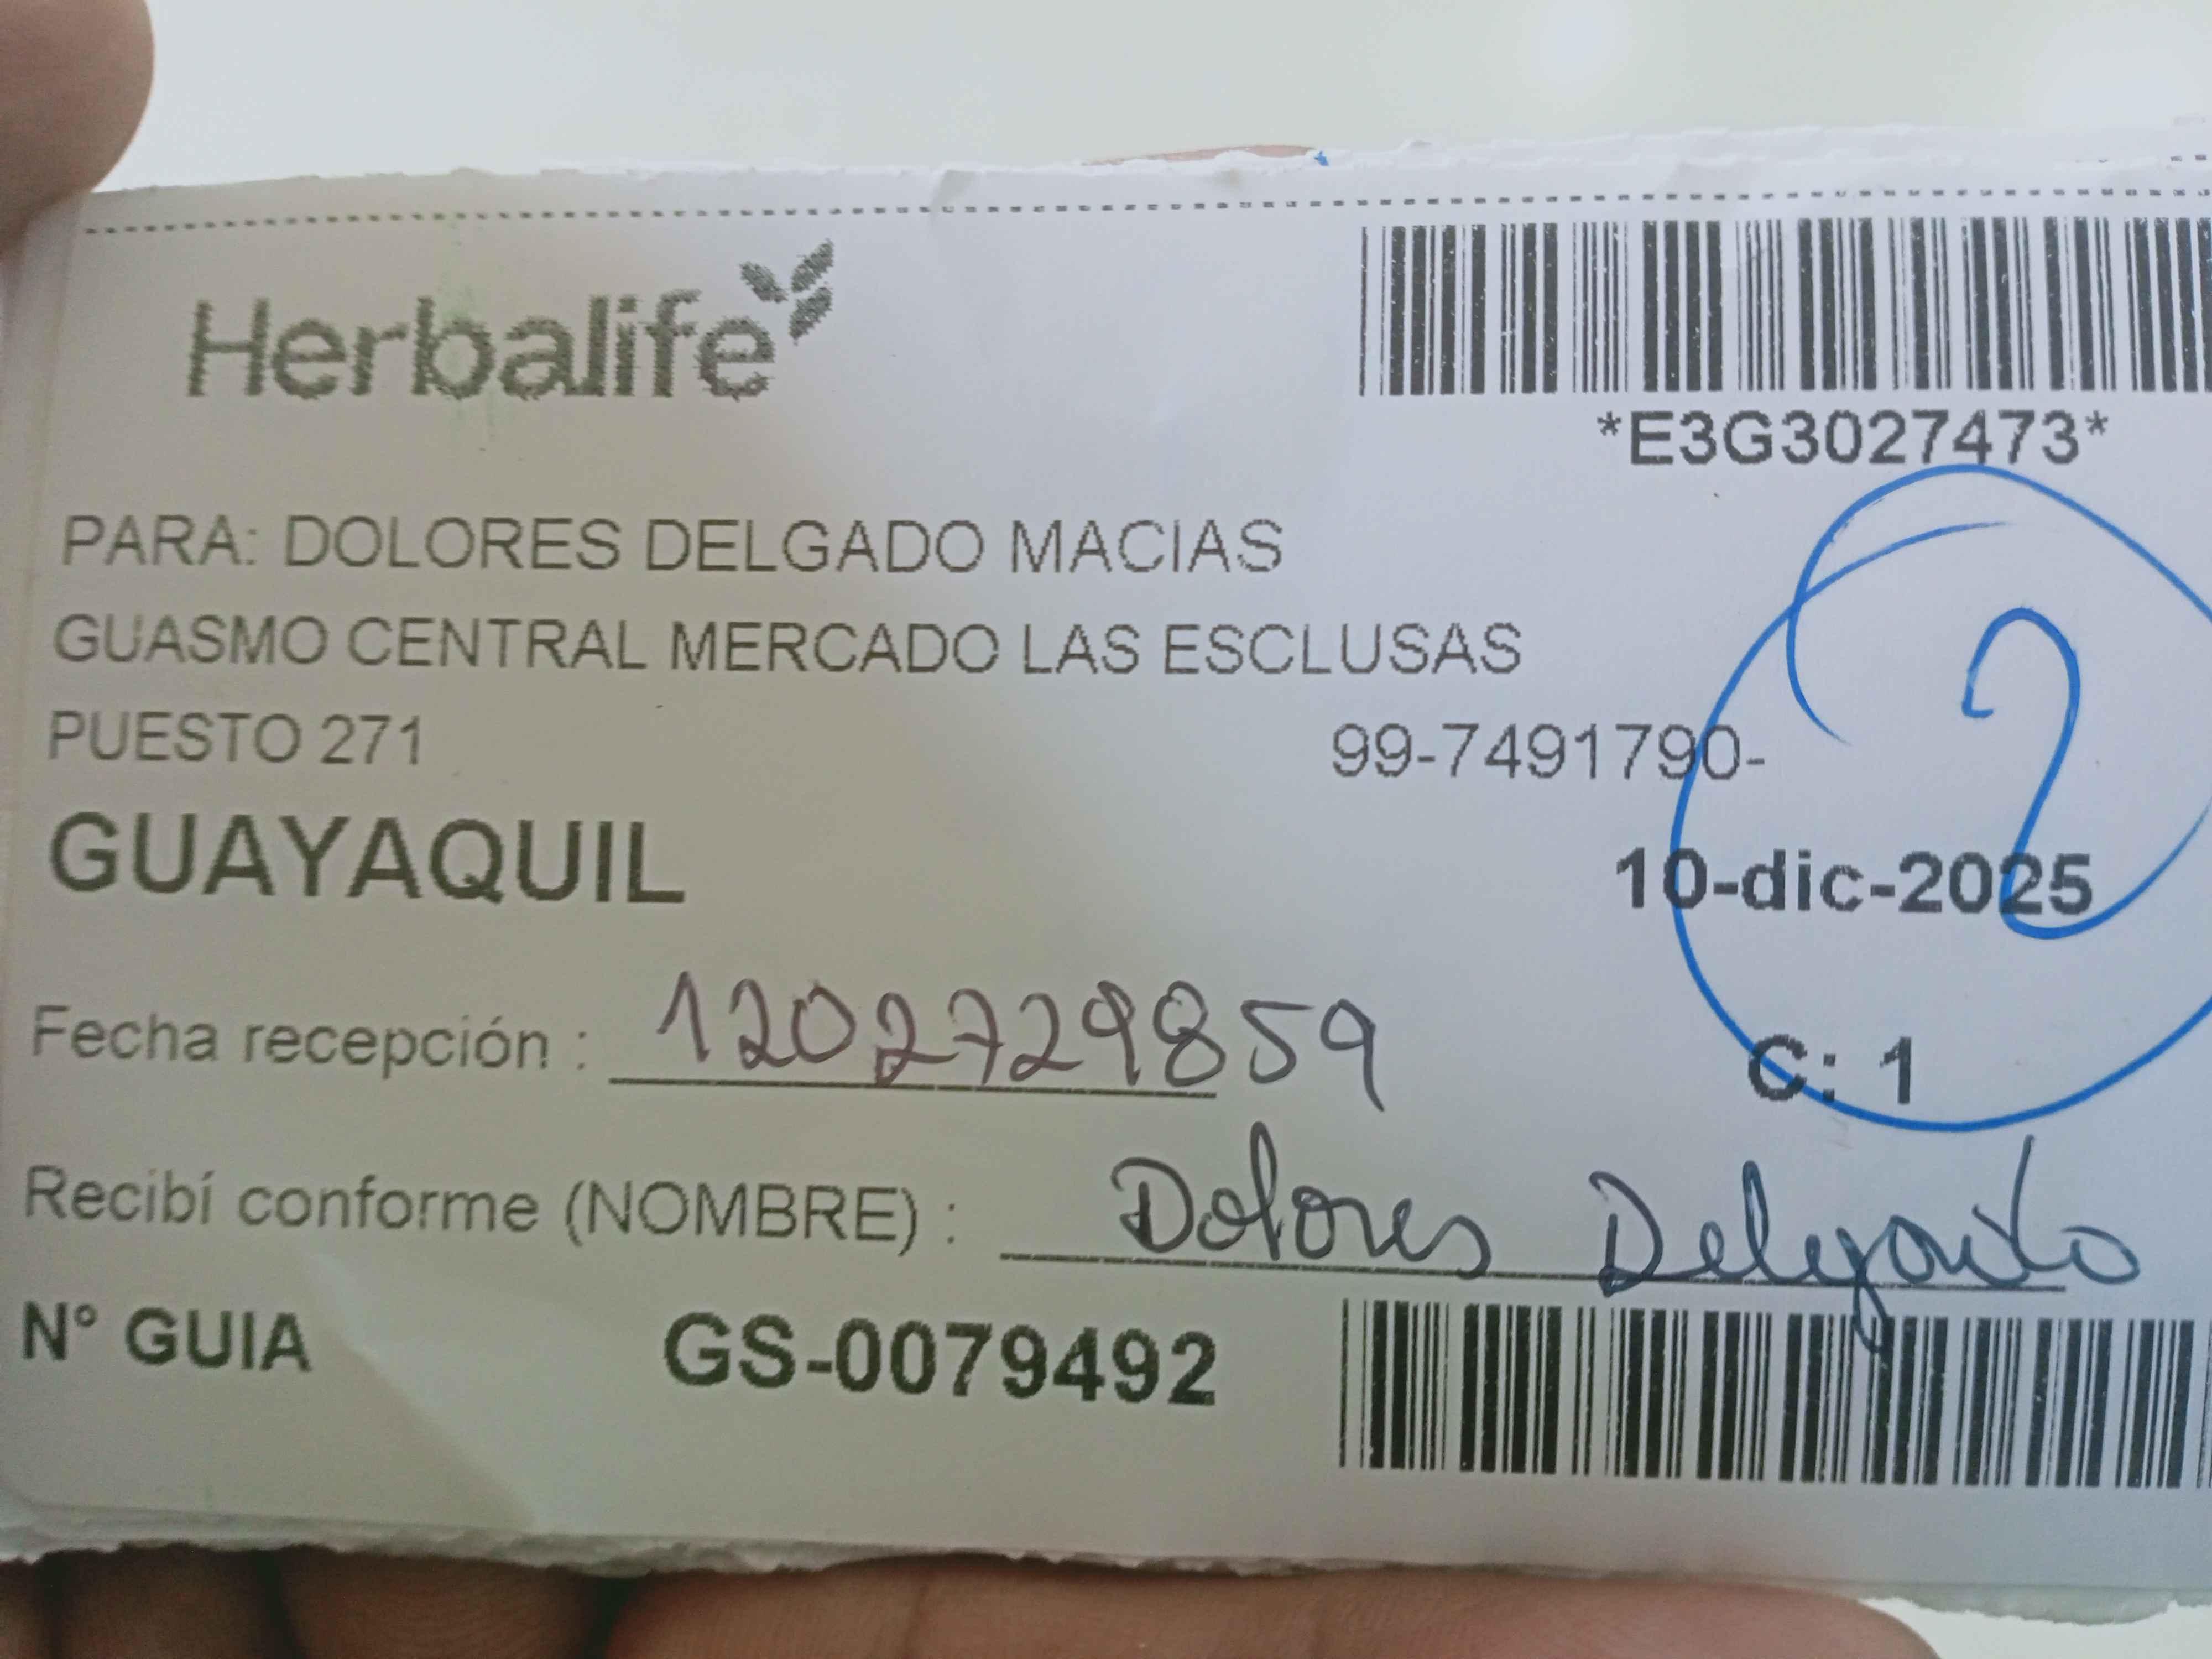 Herbalife
*E3G3027473*
PARA: DOLORES DELGADO MACIAS
GUASMO CENTRAL MERCADO LAS ESCLUSAS
PUESTO 271 99-7491790-
2
GUAYAQUIL 10-dic-2025
Fecha recepción : 1202729859
C: 1
Recibí conforme (NOMBRE) : Dolores Delgado
N° GUIA GS-0079492